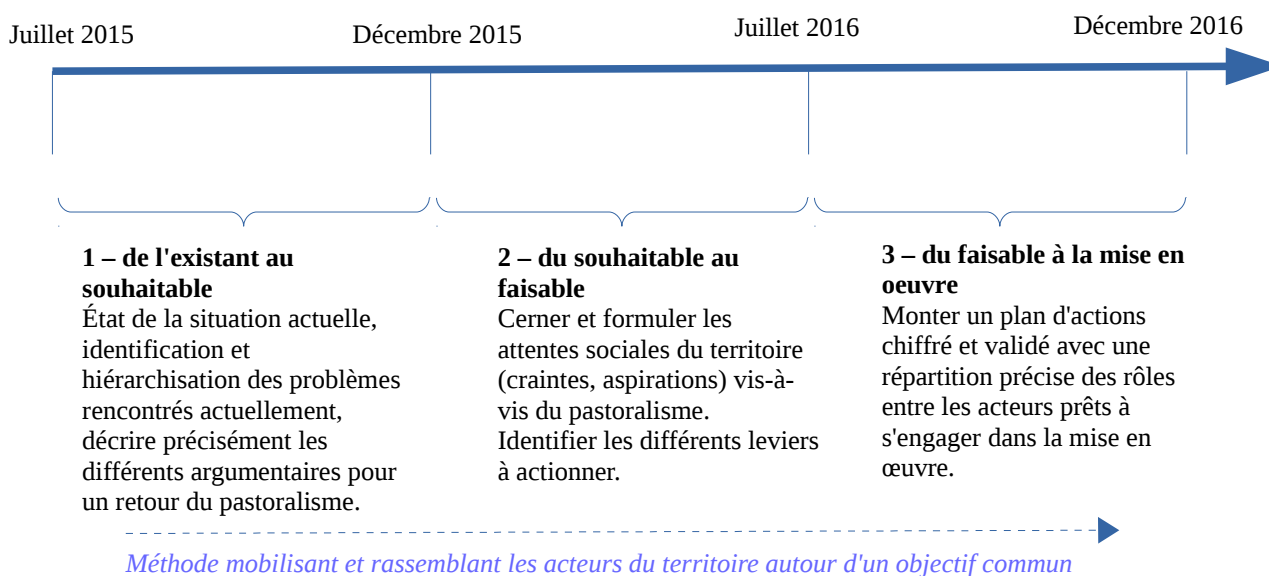 Juillet 2015
Décembre 2015
Juillet 2016
Décembre 2016
1 – de l'existant au
souhaitable
État de la situation actuelle,
identification et
hiérarchisation des problèmes
rencontrés actuellement,
décrire précisément les
différents argumentaires pour
un retour du pastoralisme.
2 – du souhaitable au
faisable
Cerner et formuler les
attentes sociales du territoire
(craintes, aspirations) vis-à-
vis du pastoralisme.
Identifier les différents leviers
à actionner.
3 – du faisable à la mise en
oeuvre
Monter un plan d'actions
chiffré et validé avec une
répartition précise des rôles
entre les acteurs prêts à
s'engager dans la mise en
œuvre.
Méthode mobilisant et rassemblant les acteurs du territoire autour d'un objectif commun